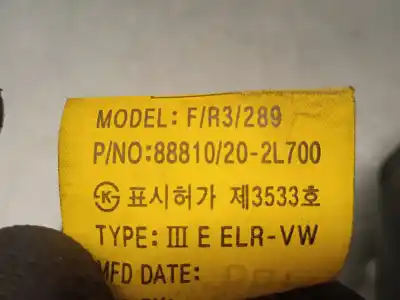 MODEL: F/R3/289
P/NO:88810/20-2L700
표시허가 제3533호
TYPE: III E ELR-VW
MFD DATE: